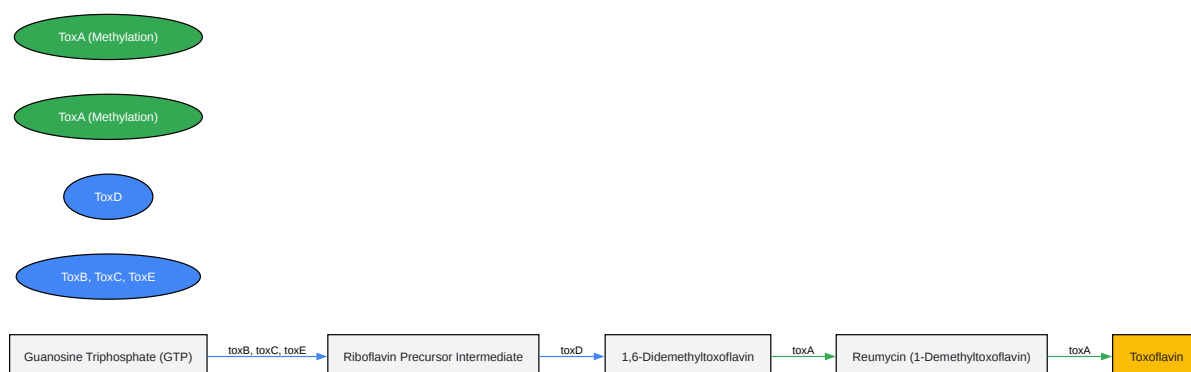 ToxA (Methylation)
ToxA (Methylation)
ToxD
ToxB, ToxC, ToxE
Guanosine Triphosphate (GTP)
toxB, toxC, toxE
Riboflavin Precursor Intermediate
toxD
1,6-Didemethyltoxoflavin
toxA
Reumycin (1-Demethyltoxoflavin)
toxA
Toxoflavin